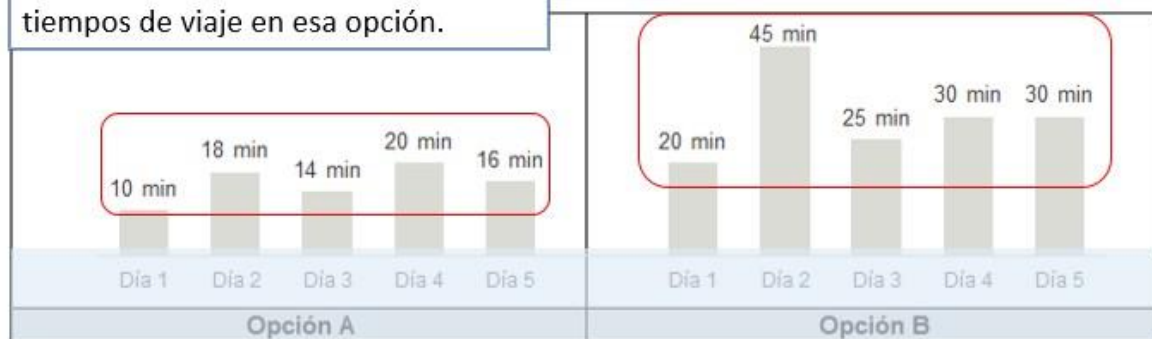 tiempos de viaje en esa opción.
10 min
18 min
14 min
20 min
16 min
Día 1 Día 2 Día 3 Día 4 Día 5
Opción A
20 min
45 min
25 min
30 min
30 min
Día 1 Día 2 Día 3 Día 4 Día 5
Opción B